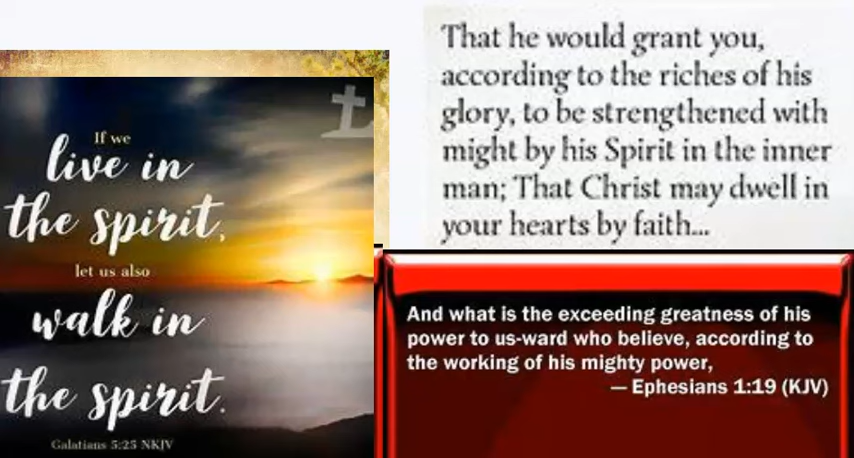 If we
live in
the spirit,
let us also
walk in
the spirit.
Galatians 5:25 NKJV
That he would grant you,
according to the riches of his
glory, to be strengthened with
might by his Spirit in the inner
man; That Christ may dwell in
your hearts by faith...
And what is the exceeding greatness of his
power to us-ward who believe, according to
the working of his mighty power,
— Ephesians 1:19 (KJV)